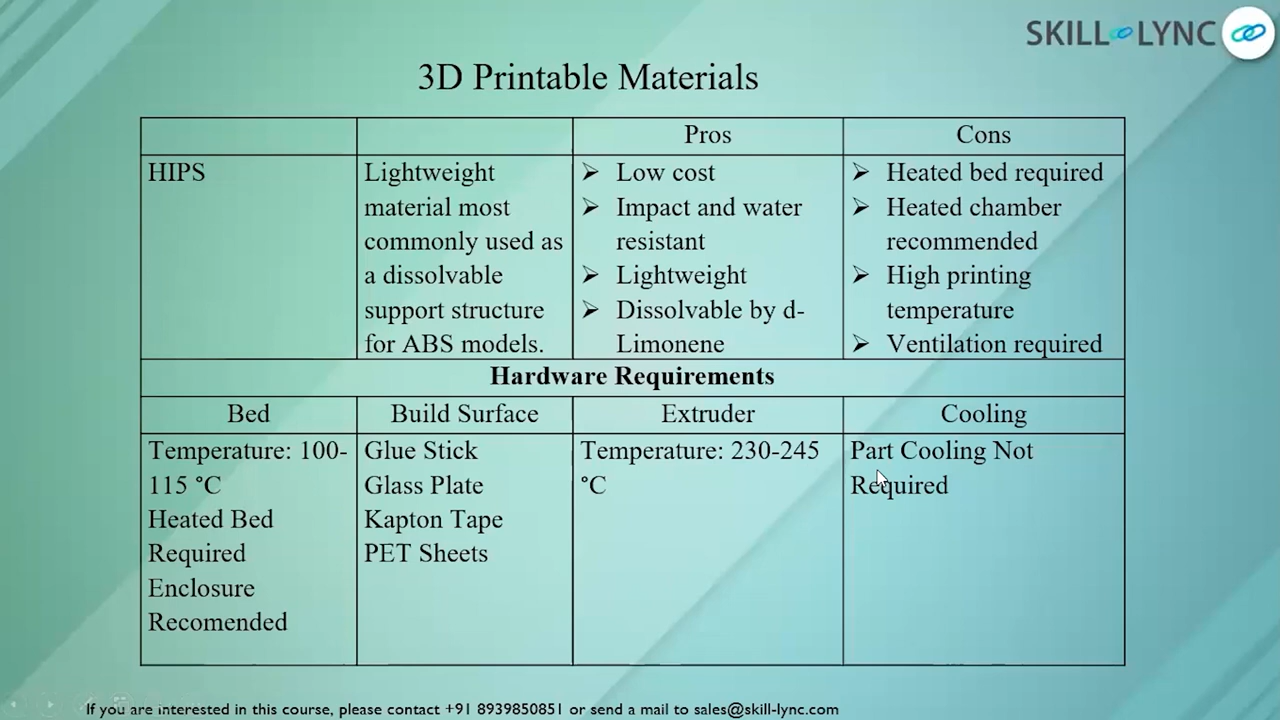 SKILL LYNC
3D Printable Materials
Pros
Cons
HIPS
Lightweight
material most
commonly used as
a dissolvable
support structure
for ABS models.
➢ Low cost
➢ Impact and water
resistant
➢ Lightweight
➢ Dissolvable by d-
Limonene
➢ Heated bed required
➢ Heated chamber
recommended
➢ High printing
temperature
➢ Ventilation required
Hardware Requirements
Bed
Build Surface
Extruder
Cooling
Temperature: 100-
115 °C
Heated Bed
Required
Enclosure
Recomended
Glue Stick
Glass Plate
Kapton Tape
PET Sheets
Temperature: 230-245
°C
Part Cooling Not
Required
If you are interested in this course, please contact +91 8939850851 or send a mail to sales@skill-lync.com